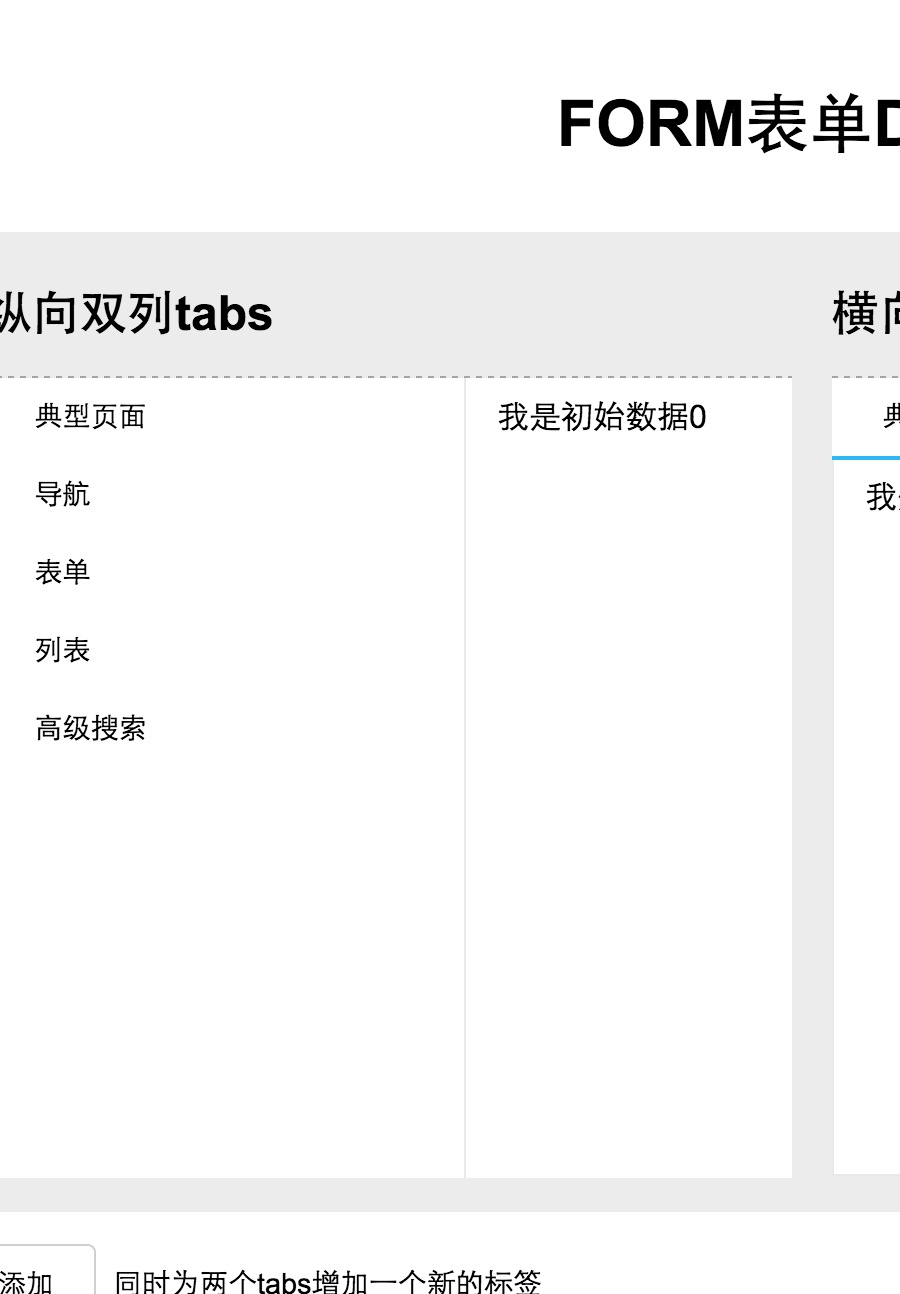 FORM表单D
纵向双列tabs
横向
典型页面
我是初始数据0
典
导航
我是
表单
列表
高级搜索
添加
同时为两个tabs增加一个新的标签